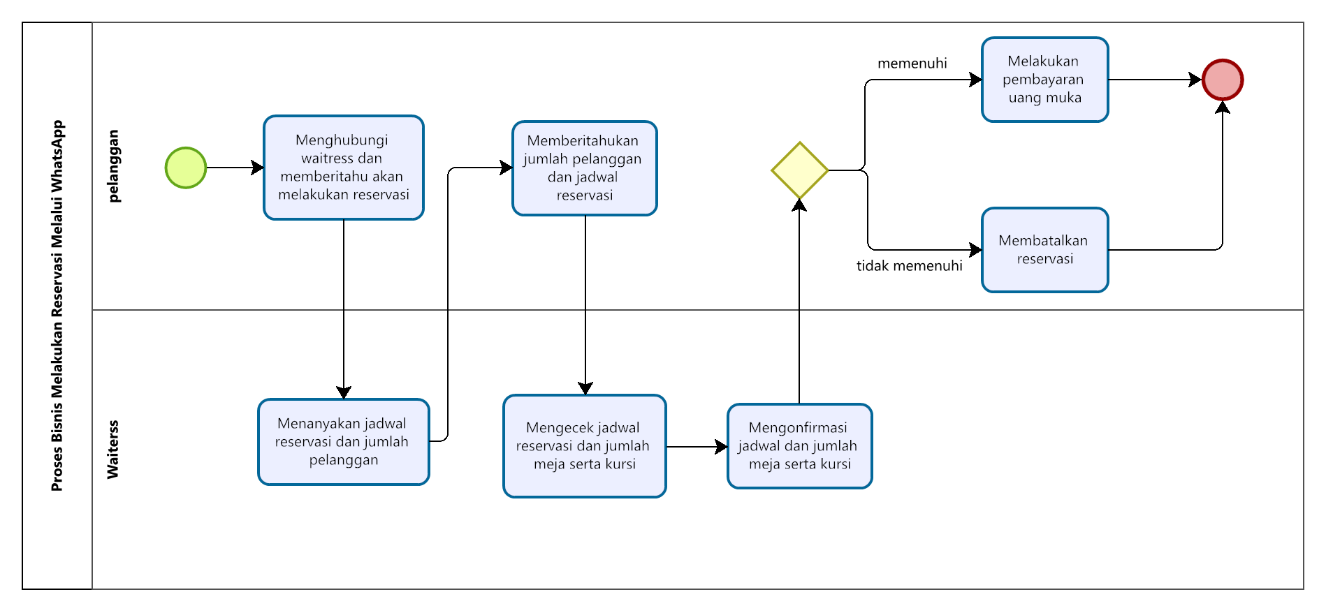 Proses Bisnis Melakukan Reservasi Melalui WhatsApp
pelanggan
Menghubungi
waitress dan
memberitahu akan
melakukan reservasi
Memberitahukan
jumlah pelanggan
dan jadwal
reservasi
memenuhi
Melakukan
pembayaran
uang muka
tidak memenuhi
Membatalkan
reservasi
Waiterss
Menanyakan jadwal
reservasi dan jumlah
pelanggan
Mengecek jadwal
reservasi dan jumlah
meja serta kursi
Mengonfirmasi
jadwal dan jumlah
meja serta kursi